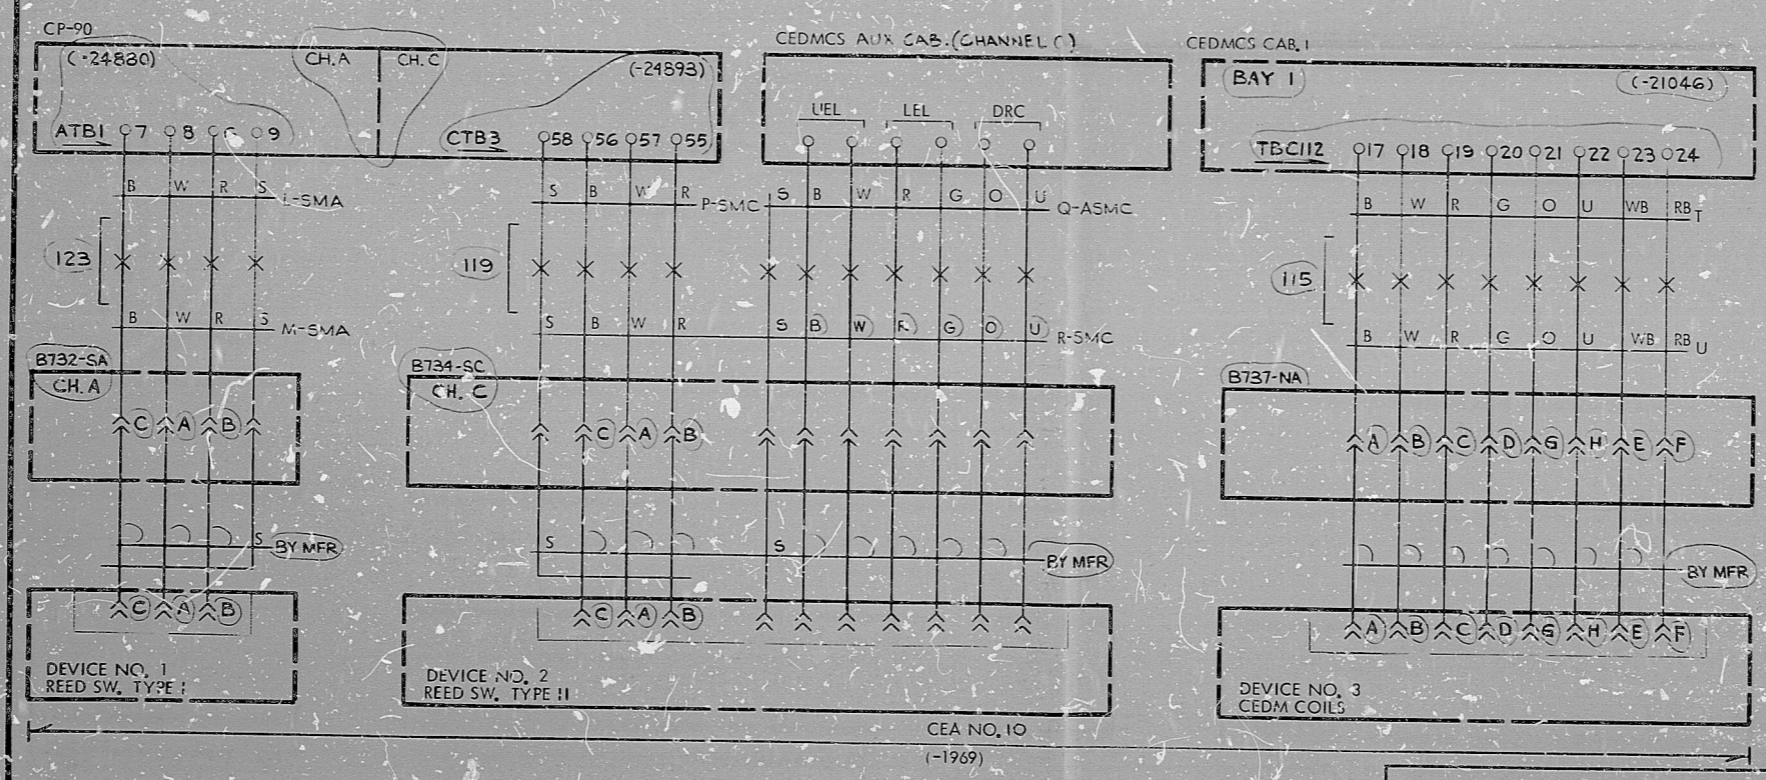 CP-90
(-24880)
CH.A
CH.C
(-24893)
ATB1 7 8 9
CTB3 58 56 57 55
CEDMCS AUX CAB.(CHANNEL C)
UEL LEL DRC
CEDMCS CAB.1
BAY 1
(-21046)
TBC112 17 18 19 20 21 22 23 24
B W R S
L-SMA
S B W R
P-SMC
S B W R G O U
Q-ASMC
B W R G O U WB RB T
123
119
115
B W R S
M-SMA
S B W R
S B W R G O U
R-SMC
B W R G O U WB RB U
B732-SA
CH. A
B734-SC
CH. C
B737-NA
C A B
C A B
A B C D G H E F
S BY MFR
S S BY MFR
BY MFR
C A B
C A B
A B C D G H E F
DEVICE NO. 1
REED SW. TYPE I
DEVICE NO. 2
REED SW. TYPE II
DEVICE NO. 3
CEDM COILS
CEA NO.10
(-1969)